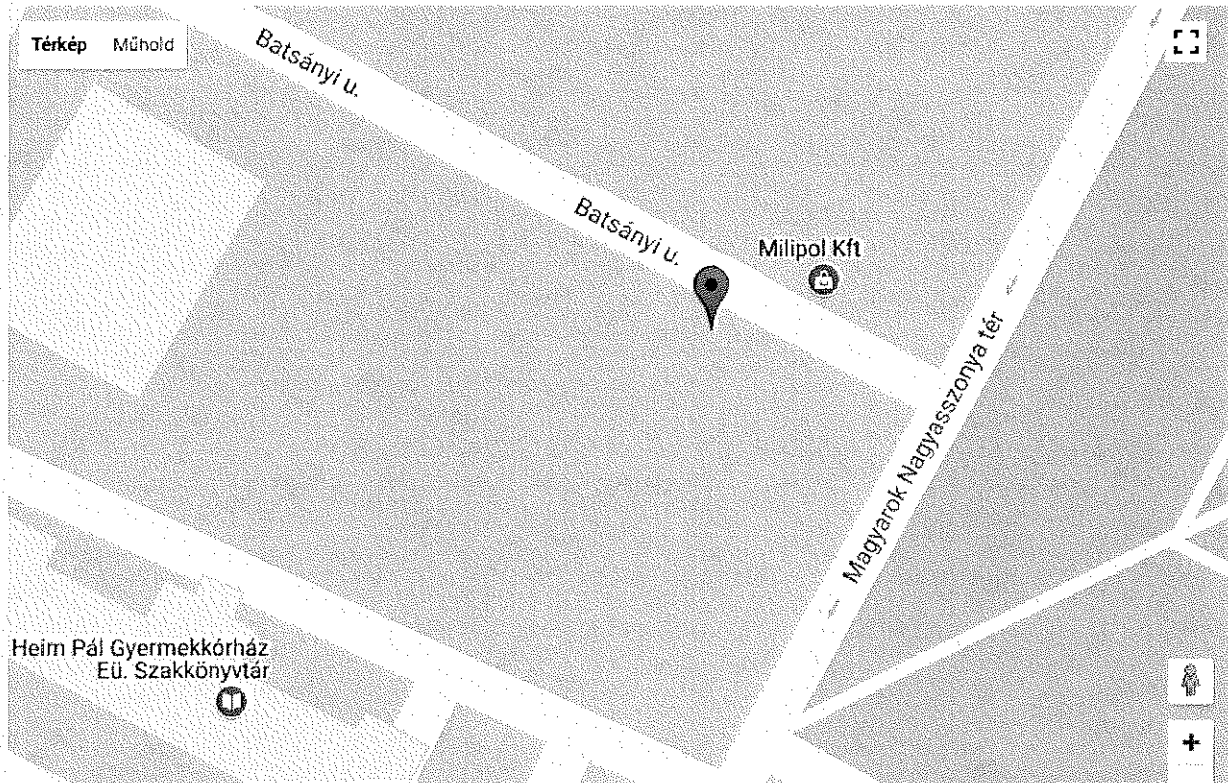 Térkép Műhold
Batsányi u.
Batsányi u.
Milipol Kft
Magyarok Nagyasszonya tér
Heim Pál Gyermekkórház
Eü. Szakkönyvtár
+